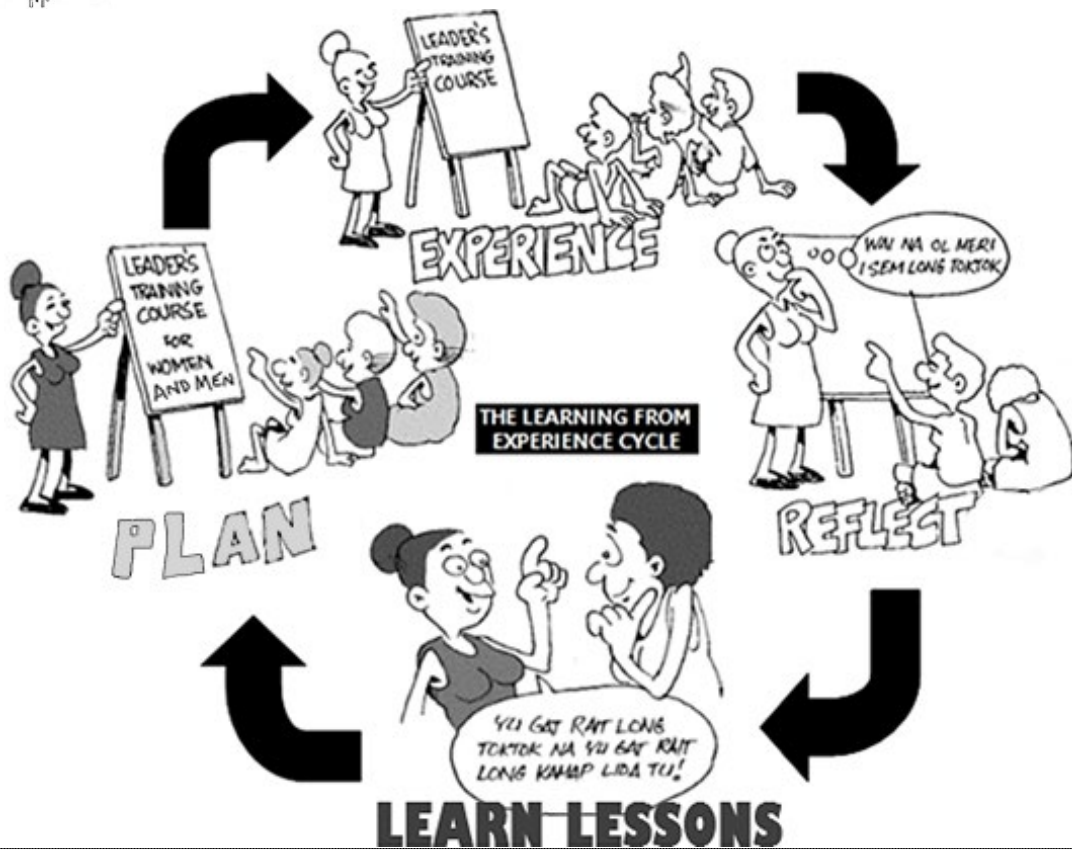 LEADER'S
TRAINING
COURSE
EXPERIENCE
WAI NA OL MERI
I SEM LONG TOKTOK
REFLECT
LEADER'S
TRAINING
COURSE
FOR
WOMEN
AND MEN
PLAN
THE LEARNING FROM
EXPERIENCE CYCLE
YU GAT RAIT LONG
TOKTOK NA YU GAT RAIT
LONG KAMAP LIDA TU!
LEARN LESSONS